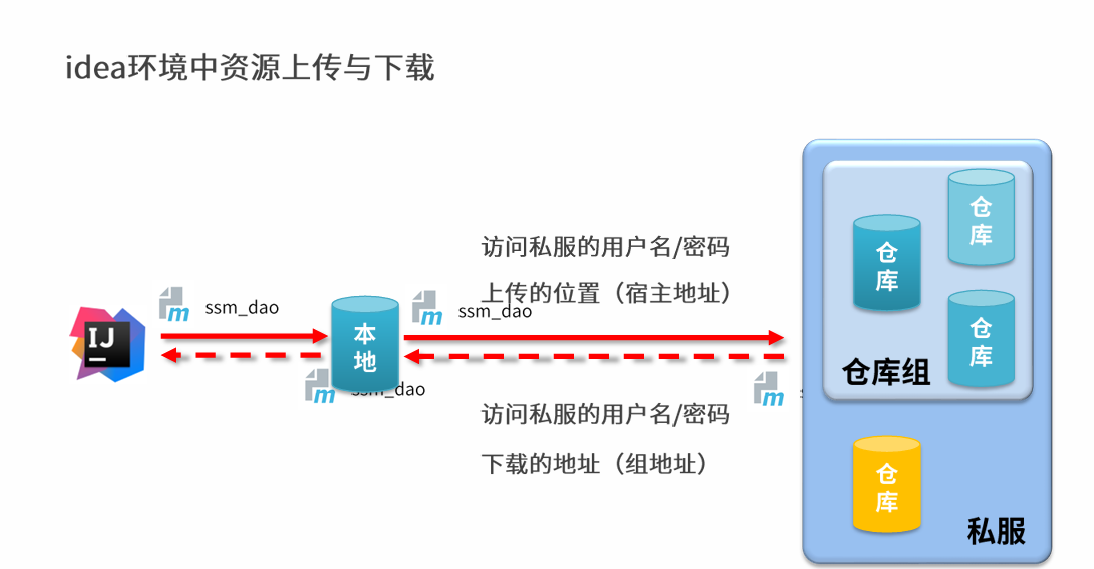 idea环境中资源上传与下载
仓
库
仓
库
访问私服的用户名/密码
上传的位置（宿主地址）
m
ssm_dao
m
:ssm_dao
IJ
本
地
仓
库
仓库组
m
ssm_dao
m
访问私服的用户名/密码
下载的地址（组地址）
仓
库
私服